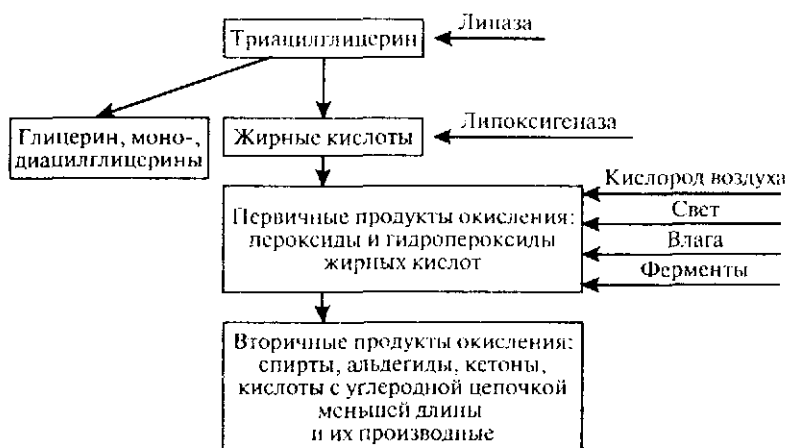 Липаза
Триацилглицерин
Глицерин, моно-,
диацилглицерины
Жирные кислоты
Липоксигеназа
Кислород воздуха
Свет
Влага
Ферменты
Первичные продукты окисления:
пероксиды и гидропероксиды
жирных кислот
Вторичные продукты окисления:
спирты, альдегиды, кетоны,
кислоты с углеродной цепочкой
меньшей длины
и их производные